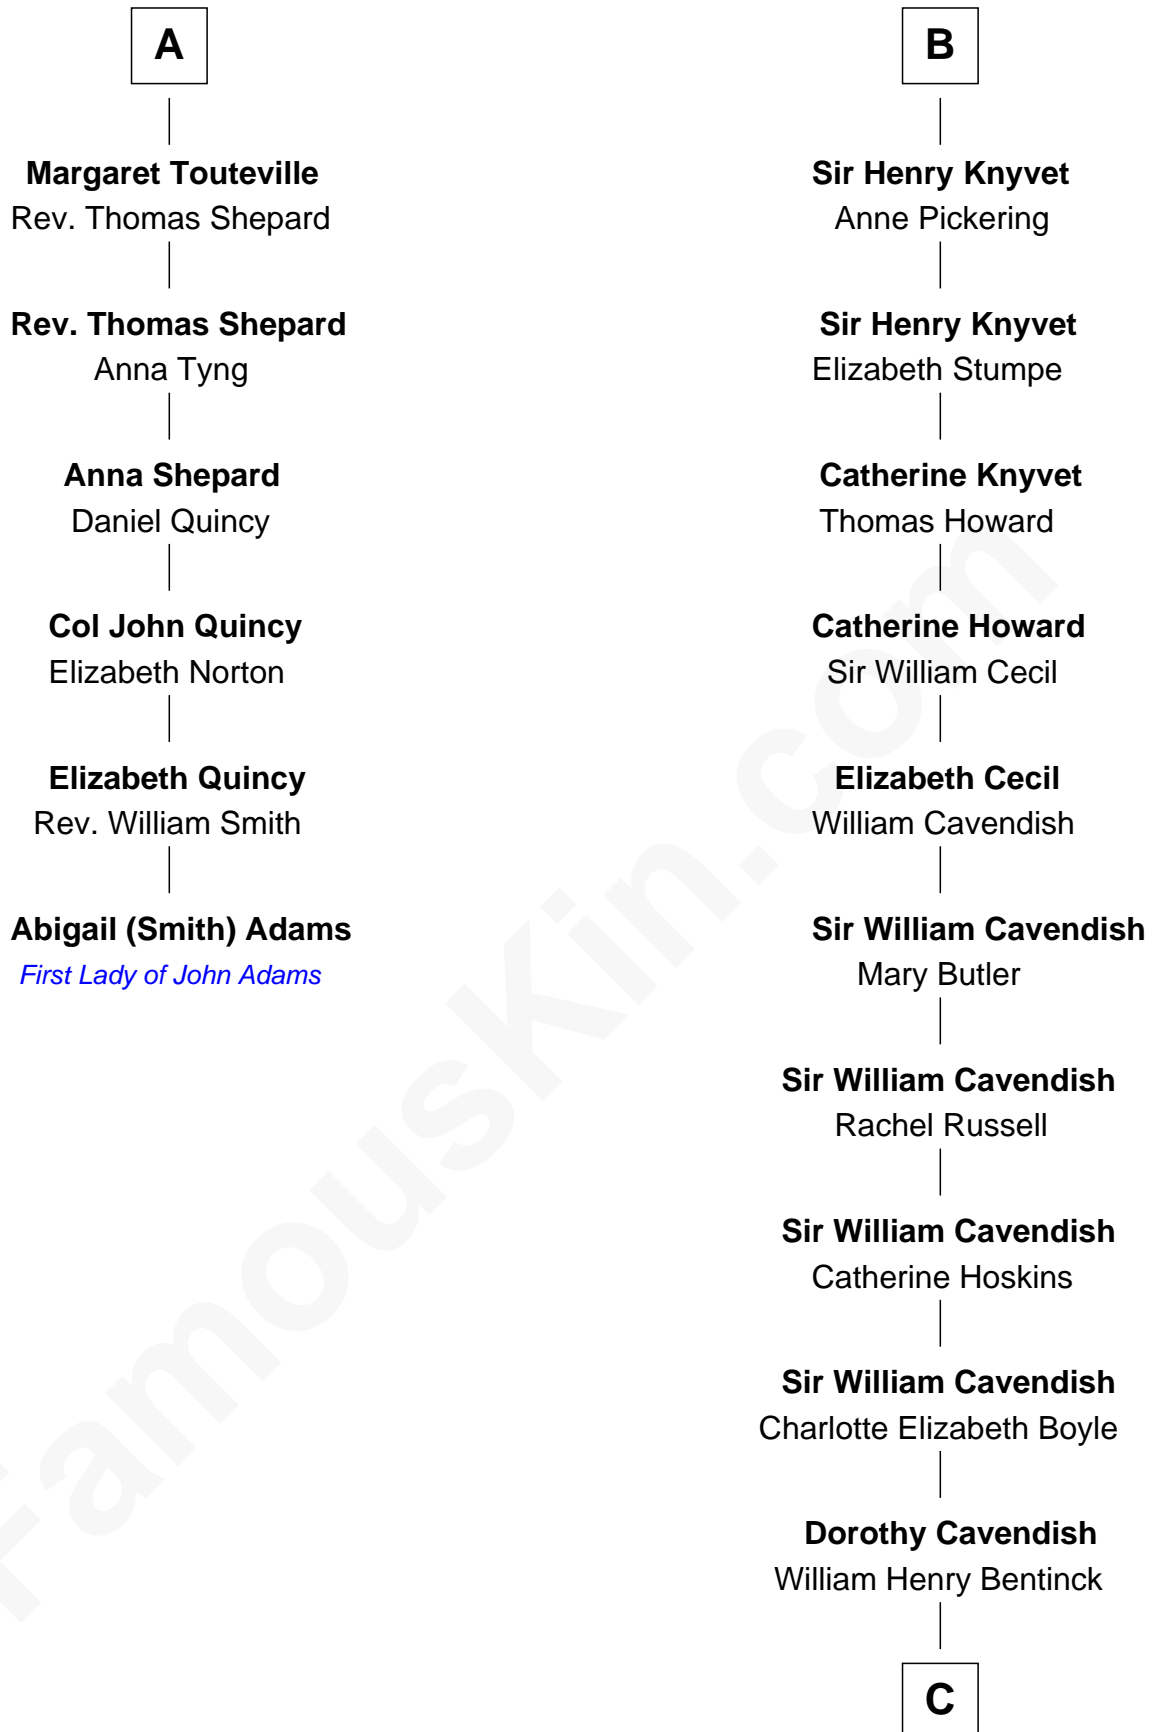 A
Margaret Touteville
Rev. Thomas Shepard
Rev. Thomas Shepard
Anna Tyng
Anna Shepard
Daniel Quincy
Col John Quincy
Elizabeth Norton
Elizabeth Quincy
Rev. William Smith
Abigail (Smith) Adams
First Lady of John Adams
B
Sir Henry Knyvet
Anne Pickering
Sir Henry Knyvet
Elizabeth Stumpe
Catherine Knyvet
Thomas Howard
Catherine Howard
Sir William Cecil
Elizabeth Cecil
William Cavendish
Sir William Cavendish
Mary Butler
Sir William Cavendish
Rachel Russell
Sir William Cavendish
Catherine Hoskins
Sir William Cavendish
Charlotte Elizabeth Boyle
Dorothy Cavendish
William Henry Bentinck
C
FamousKin.com